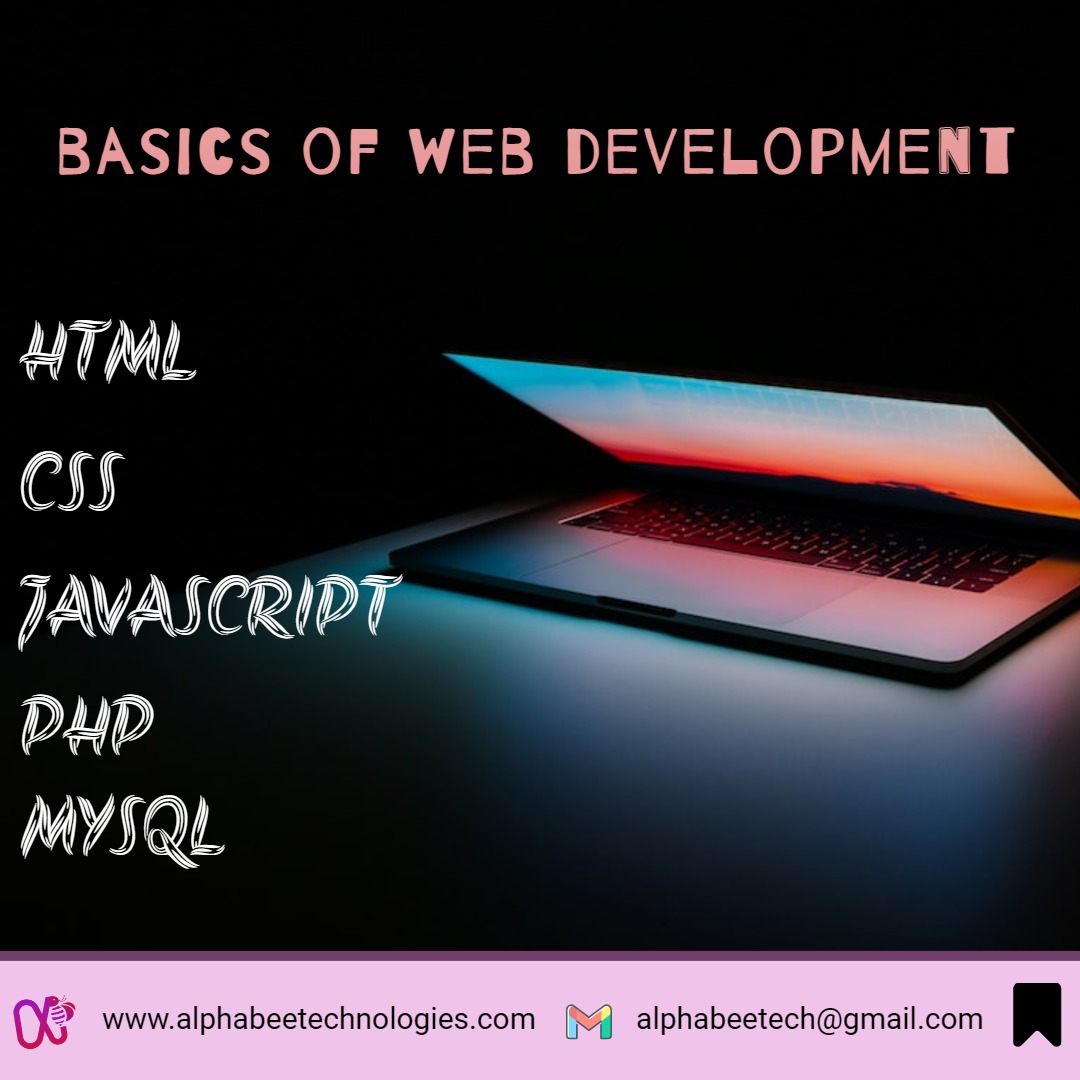 BASICS OF WEB DEVELOPMENT
HTML
CSS
JAVASCRIPT
PHP
MYSQL
www.alphabeetechnologies.com alphabeetech@gmail.com